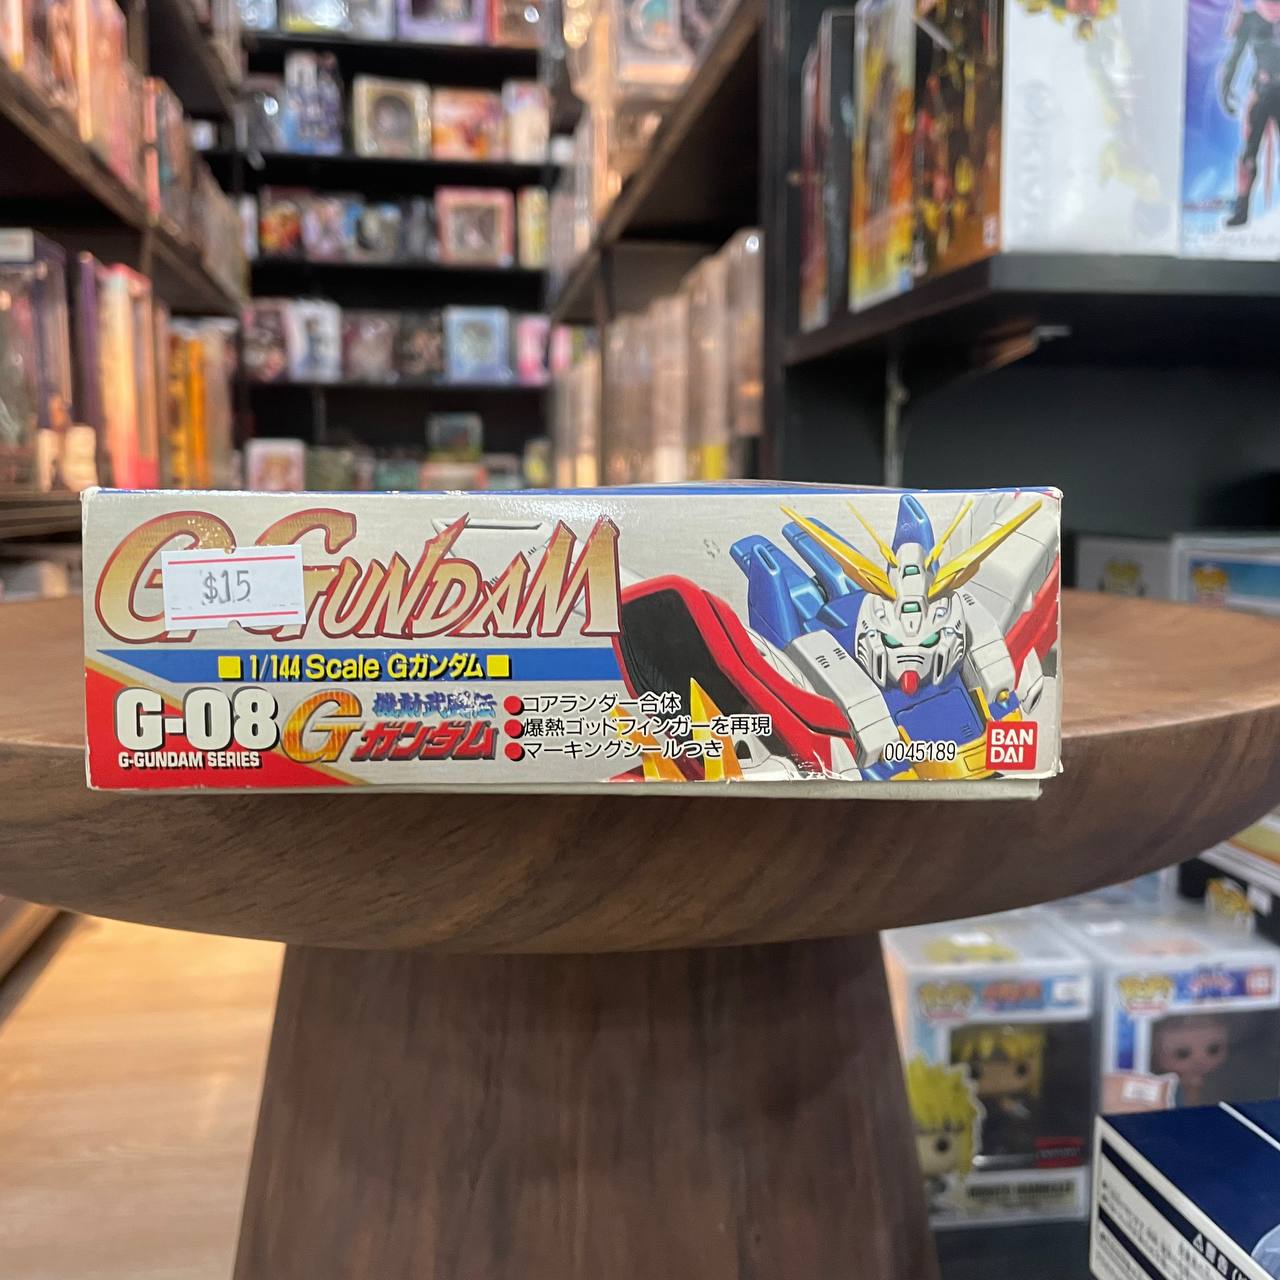 G-GUNDAM
$15
1/144 Scale Gガンダム
G-08
G-GUNDAM SERIES
機動武闘伝
Gガンダム
●コアランダー合体
●爆熱ゴッドフィンガーを再現
●マーキングシールつき
0045189
BAN
DAI